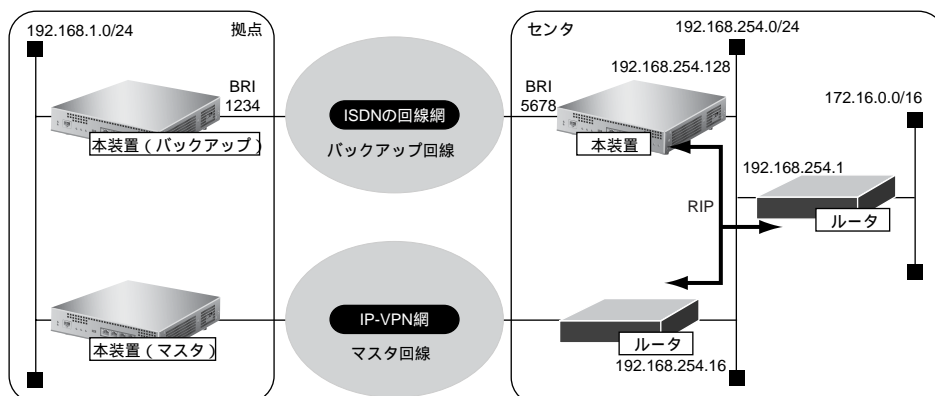 192.168.1.0/24
拠点
BRI
1234
本装置(バックアップ)
本装置(マスタ)
ISDNの回線網
バックアップ回線
IP-VPN網
マスタ回線
センタ
192.168.254.0/24
192.168.254.128
BRI
5678
本装置
172.16.0.0/16
192.168.254.1
RIP
ルータ
ルータ
192.168.254.16